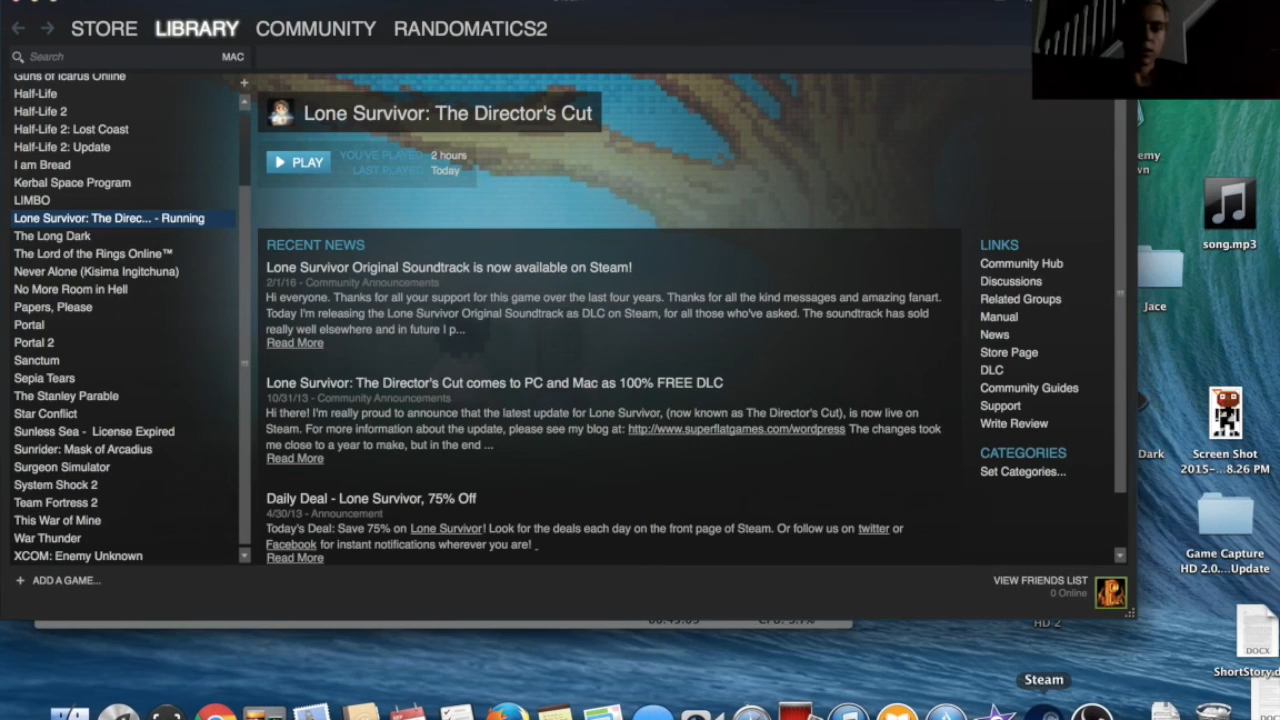 STORE LIBRARY COMMUNITY RANDOMATICS2
Search MAC
Guns of Icarus Online
Half-Life
Half-Life 2
Half-Life 2: Lost Coast
Half-Life 2: Update
I am Bread
Kerbal Space Program
LIMBO
Lone Survivor: The Direc... - Running
The Long Dark
The Lord of the Rings Online™
Never Alone (Kisima Ingitchuna)
No More Room in Hell
Papers, Please
Portal
Portal 2
Sanctum
Sepia Tears
The Stanley Parable
Star Conflict
Sunless Sea - License Expired
Sunrider: Mask of Arcadius
Surgeon Simulator
System Shock 2
Team Fortress 2
This War of Mine
War Thunder
XCOM: Enemy Unknown
+ ADD A GAME...
Lone Survivor: The Director's Cut
PLAY
YOU'VE PLAYED 2 hours
LAST PLAYED Today
RECENT NEWS
Lone Survivor Original Soundtrack is now available on Steam!
2/1/16 - Community Announcements
Hi everyone. Thanks for all your support for this game over the last four years. Thanks for all the kind messages and amazing fanart.
Today I'm releasing the Lone Survivor Original Soundtrack as DLC on Steam, for all those who've asked. The soundtrack has sold
really well elsewhere and in future I p...
Read More
Lone Survivor: The Director's Cut comes to PC and Mac as 100% FREE DLC
10/31/13 - Community Announcements
Hi there! I'm really proud to announce that the latest update for Lone Survivor, (now known as The Director's Cut), is now live on
Steam. For more information about the update, please see my blog at: http://www.superflatgames.com/wordpress The changes took
me close to a year to make, but in the end ...
Read More
Daily Deal - Lone Survivor, 75% Off
4/30/13 - Announcement
Today's Deal: Save 75% on Lone Survivor! Look for the deals each day on the front page of Steam. Or follow us on twitter or
Facebook for instant notifications wherever you are!
Read More
LINKS
Community Hub
Discussions
Related Groups
Manual
News
Store Page
DLC
Community Guides
Support
Write Review
CATEGORIES
Set Categories...
VIEW FRIENDS LIST
0 Online
emy
wn
song.mp3
Jace
Dark
Screen Shot
2015-...8.26 PM
Game Capture
HD 2.0....Update
HD 2
DOCX
ShortStory.d
Steam